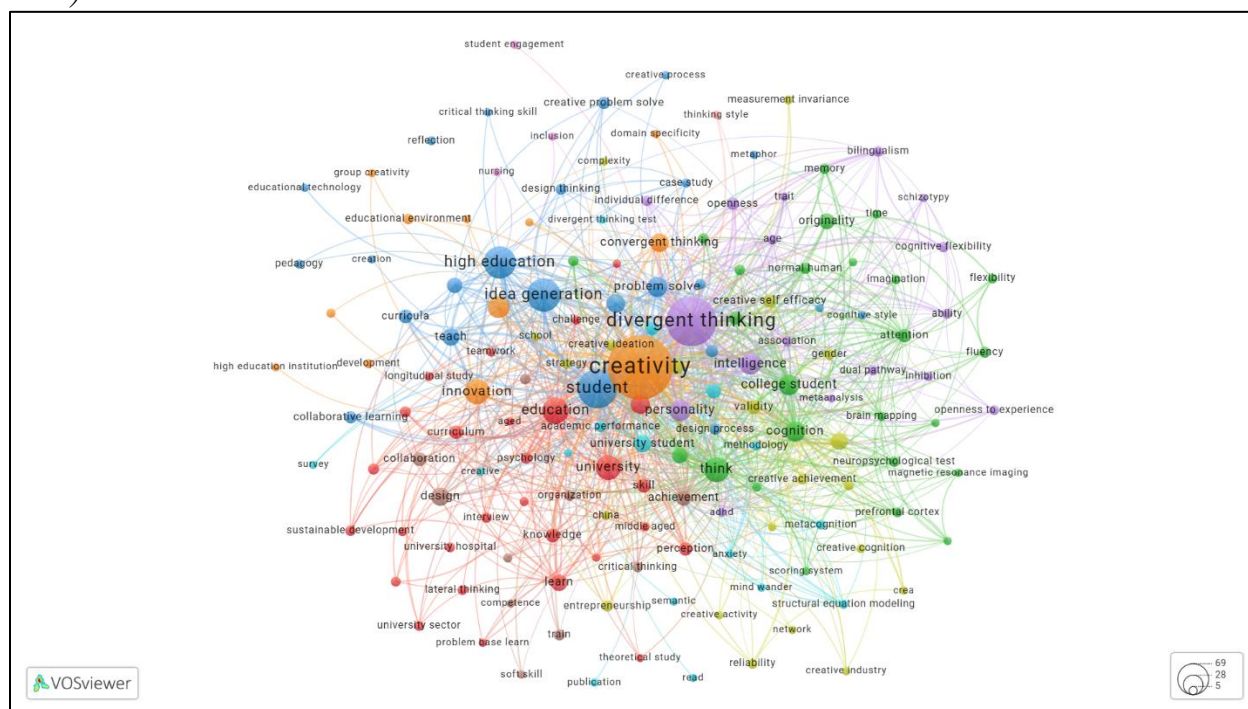 )
student engagement
creative process
creative problem solve
measurement invariance
critical thinking skill
thinking style
reflection
inclusion
domain specificity
metaphor
bilingualism
complexity
memory
group creativity
nursing
case study
educational technology
design thinking
individual difference
openness
trait
schizotypy
educational environment
divergent thinking test
originality
time
convergent thinking
age
cognitive flexibility
high education
pedagogy
creation
normal human
imagination
flexibility
problem solve
idea generation
creative self efficacy
ability
curricula
challenge
divergent thinking
cognitive style
teach
school
creative ideation
association
attention
teamwork
gender
fluency
high education institution
development
strategy
creativity
intelligence
dual pathway
inhibition
longitudinal study
student
college student
metaanalysis
innovation
education
personality
validity
openness to experience
collaborative learning
aged
academic performance
design process
brain mapping
curriculum
university student
methodology
cognition
survey
collaboration
psychology
neuropsychological test
creative
university
think
magnetic resonance imaging
skill
creative achievement
design
organization
achievement
sustainable development
interview
china
adhd
prefrontal cortex
middle aged
metacognition
knowledge
university hospital
perception
anxiety
creative cognition
critical thinking
scoring system
lateral thinking
learn
mind wander
crea
competence
semantic
structural equation modeling
entrepreneurship
creative activity
university sector
network
problem base learn
train
theoretical study
reliability
soft skill
publication
read
creative industry
VOSviewer
69
28
5